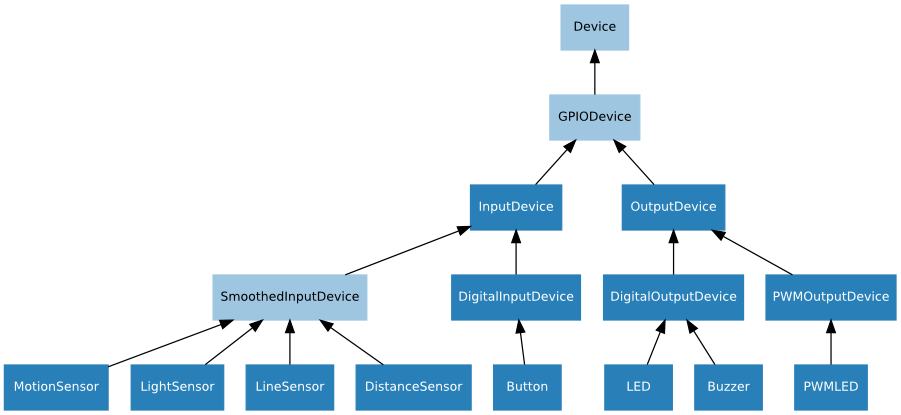 Device
GPIODevice
InputDevice
OutputDevice
SmoothedInputDevice
DigitalInputDevice
DigitalOutputDevice
PWMOutputDevice
MotionSensor
LightSensor
LineSensor
DistanceSensor
Button
LED
Buzzer
PWMLED